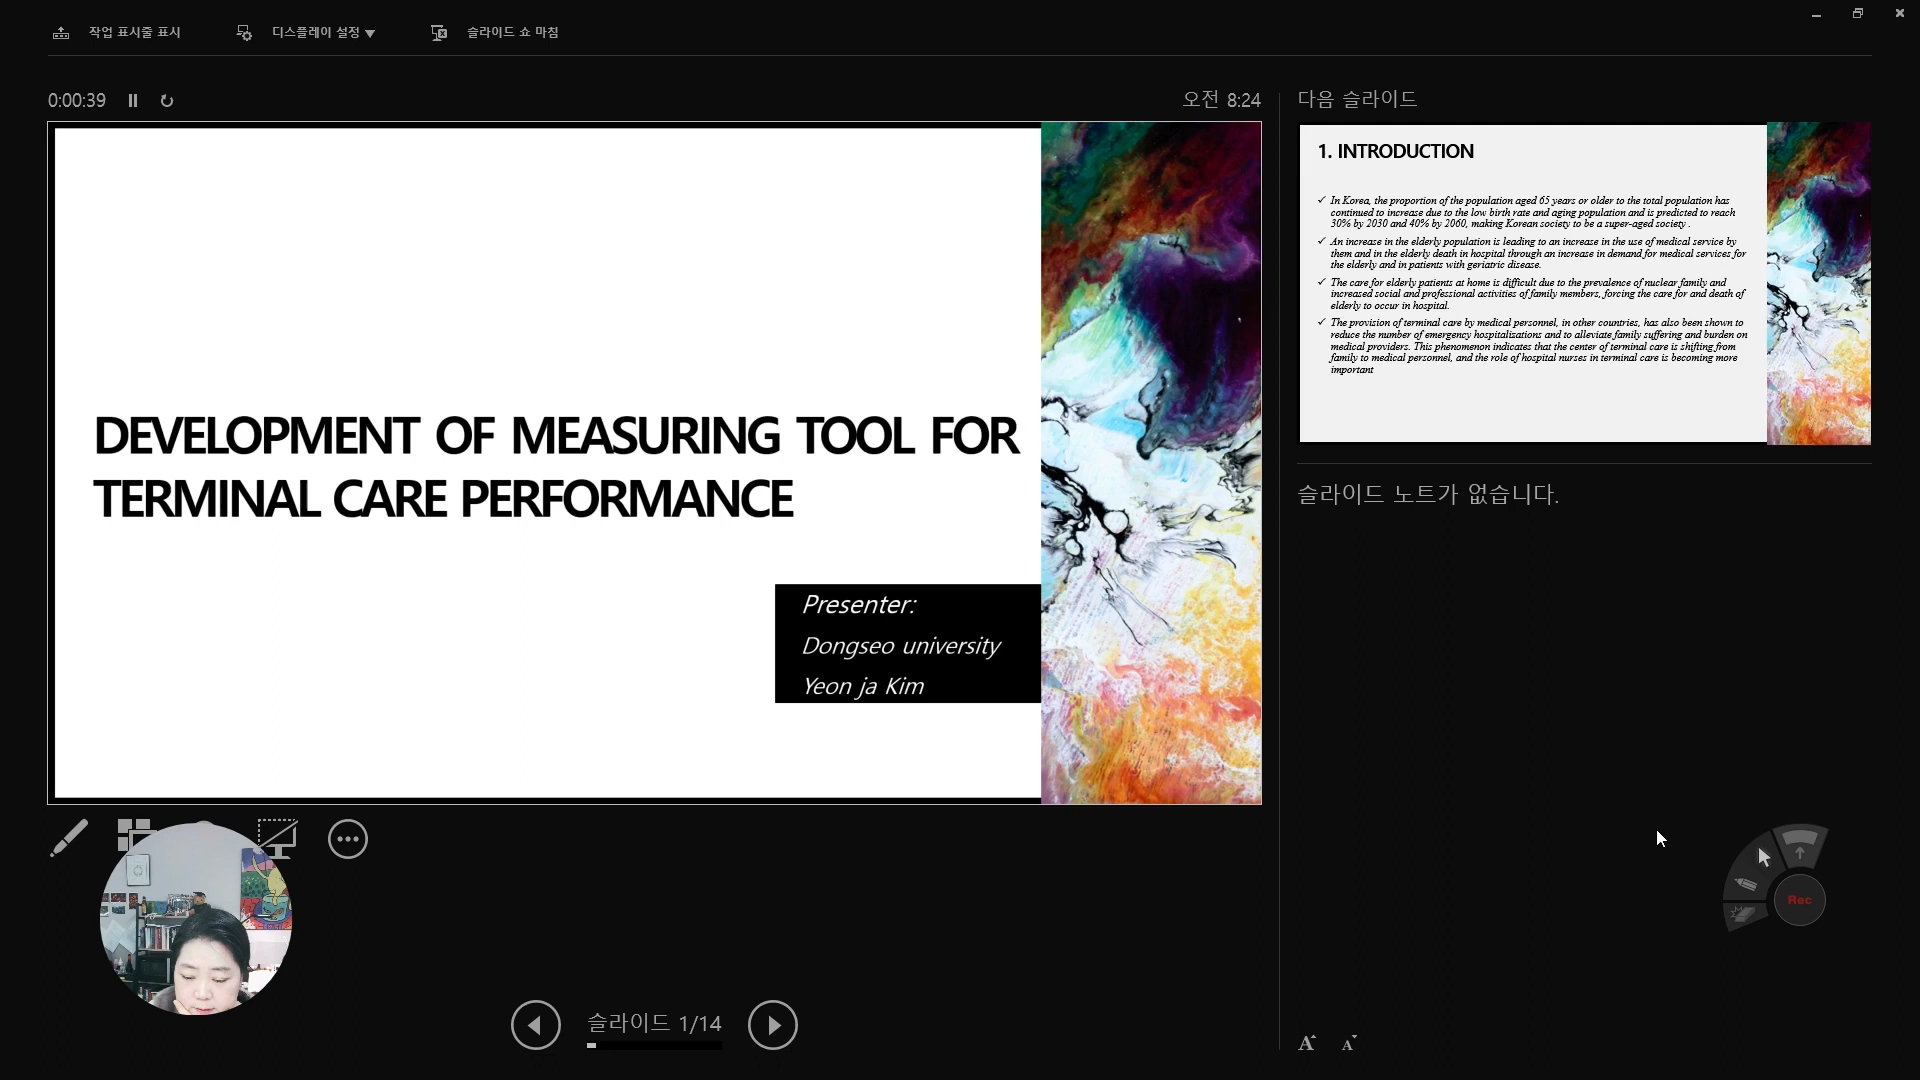 작업 표시줄 표시
디스플레이 설정 ▼
슬라이드 쇼 마침
0:00:39
오전 8:24
DEVELOPMENT OF MEASURING TOOL FOR
TERMINAL CARE PERFORMANCE
Presenter:
Dongseo university
Yeon ja Kim
슬라이드 1/14
다음 슬라이드
1. INTRODUCTION
✓ In Korea, the proportion of the population aged 65 years or older to the total population has
continued to increase due to the low birth rate and aging population and is predicted to reach
30% by 2030 and 40% by 2060, making Korean society to be a super-aged society .
✓ An increase in the elderly population is leading to an increase in the use of medical service by
them and in the elderly death in hospital through an increase in demand for medical services for
the elderly and in patients with geriatric disease.
✓ The care for elderly patients at home is difficult due to the prevalence of nuclear family and
increased social and professional activities of family members, forcing the care for and death of
elderly to occur in hospital.
✓ The provision of terminal care by medical personnel, in other countries, has also been shown to
reduce the number of emergency hospitalizations and to alleviate family suffering and burden on
medical providers. This phenomenon indicates that the center of terminal care is shifting from
family to medical personnel, and the role of hospital nurses in terminal care is becoming more
important
슬라이드 노트가 없습니다.
Rec
A A